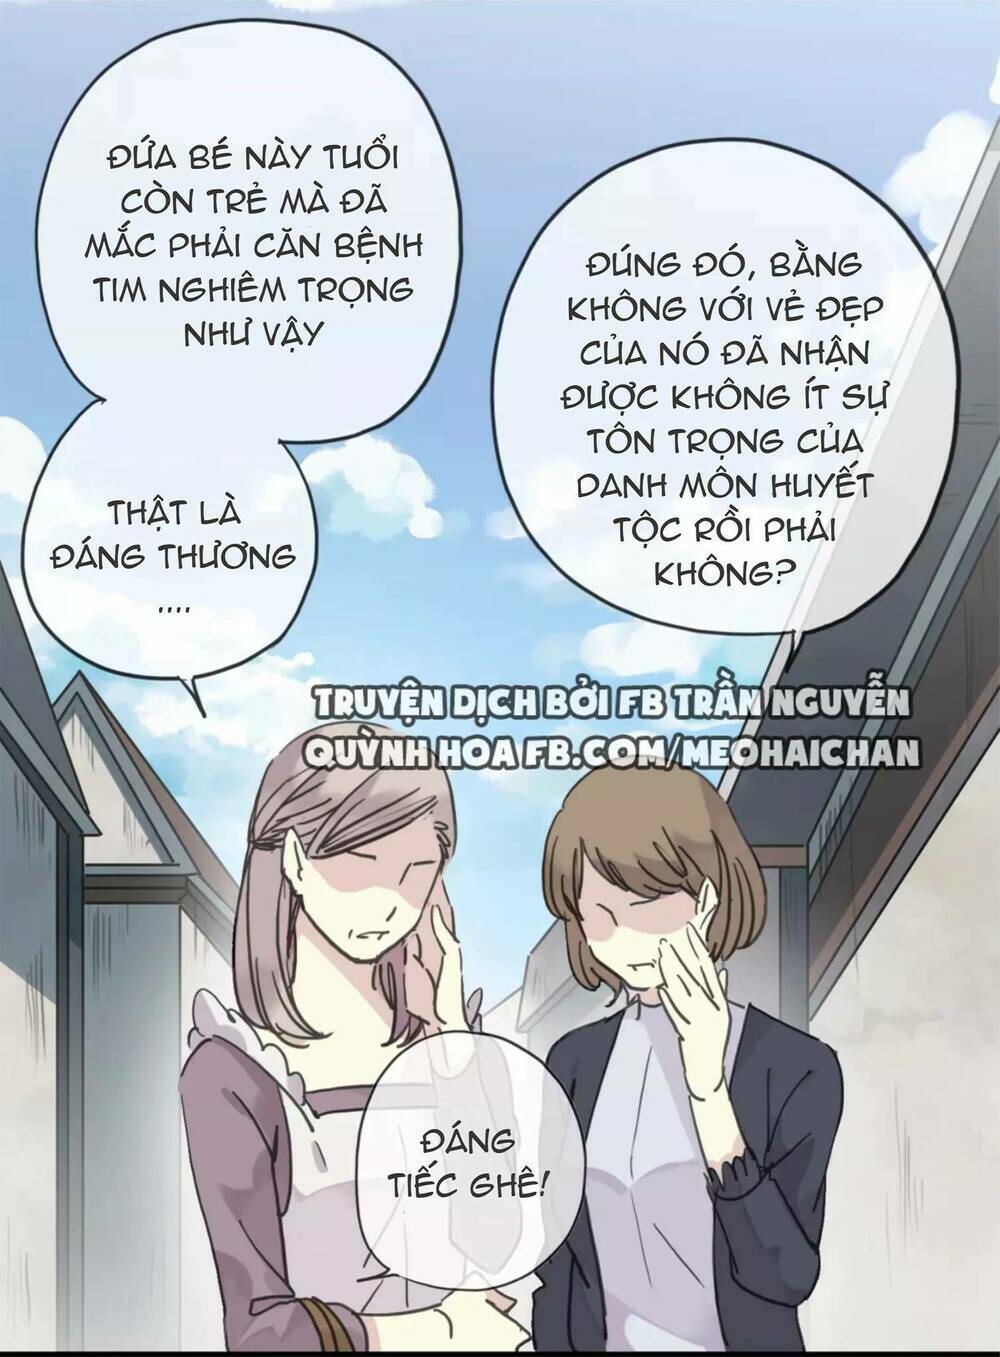 ĐỨA BÉ NÀY TUỔI
CÒN TRẺ MÀ ĐÃ
MẮC PHẢI CĂN BỆNH
TIM NGHIÊM TRỌNG
NHƯ VẬY
THẬT LÀ
ĐÁNG THƯƠNG
....
ĐÚNG ĐÓ, BẰNG
KHÔNG VỚI VẺ ĐẸP
CỦA NÓ ĐÃ NHẬN
ĐƯỢC KHÔNG ÍT SỰ
TÔN TRỌNG CỦA
DANH MÔN HUYẾT
TỘC RỒI PHẢI
KHÔNG?
TRUYỆN DỊCH BỞI FB TRẦN NGUYỄN
QUỲNH HOA FB.COM/MEOHAICHAN
ĐÁNG
TIẾC GHÊ!